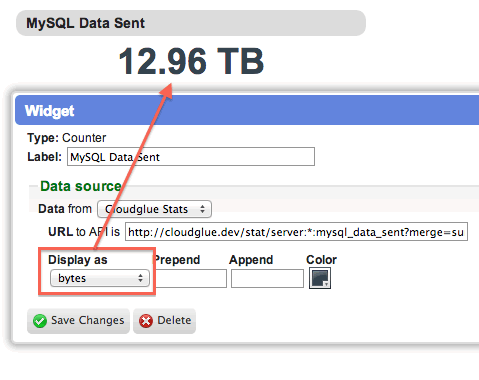 MySQL Data Sent
12.96 TB
Widget
Type: Counter
Label: MySQL Data Sent
Data source
Data from Cloudglue Stats
URL to API is http://cloudglue.dev/stat/server:*:mysql_data_sent?merge=su
Display as Prepend Append Color
bytes
Save Changes Delete